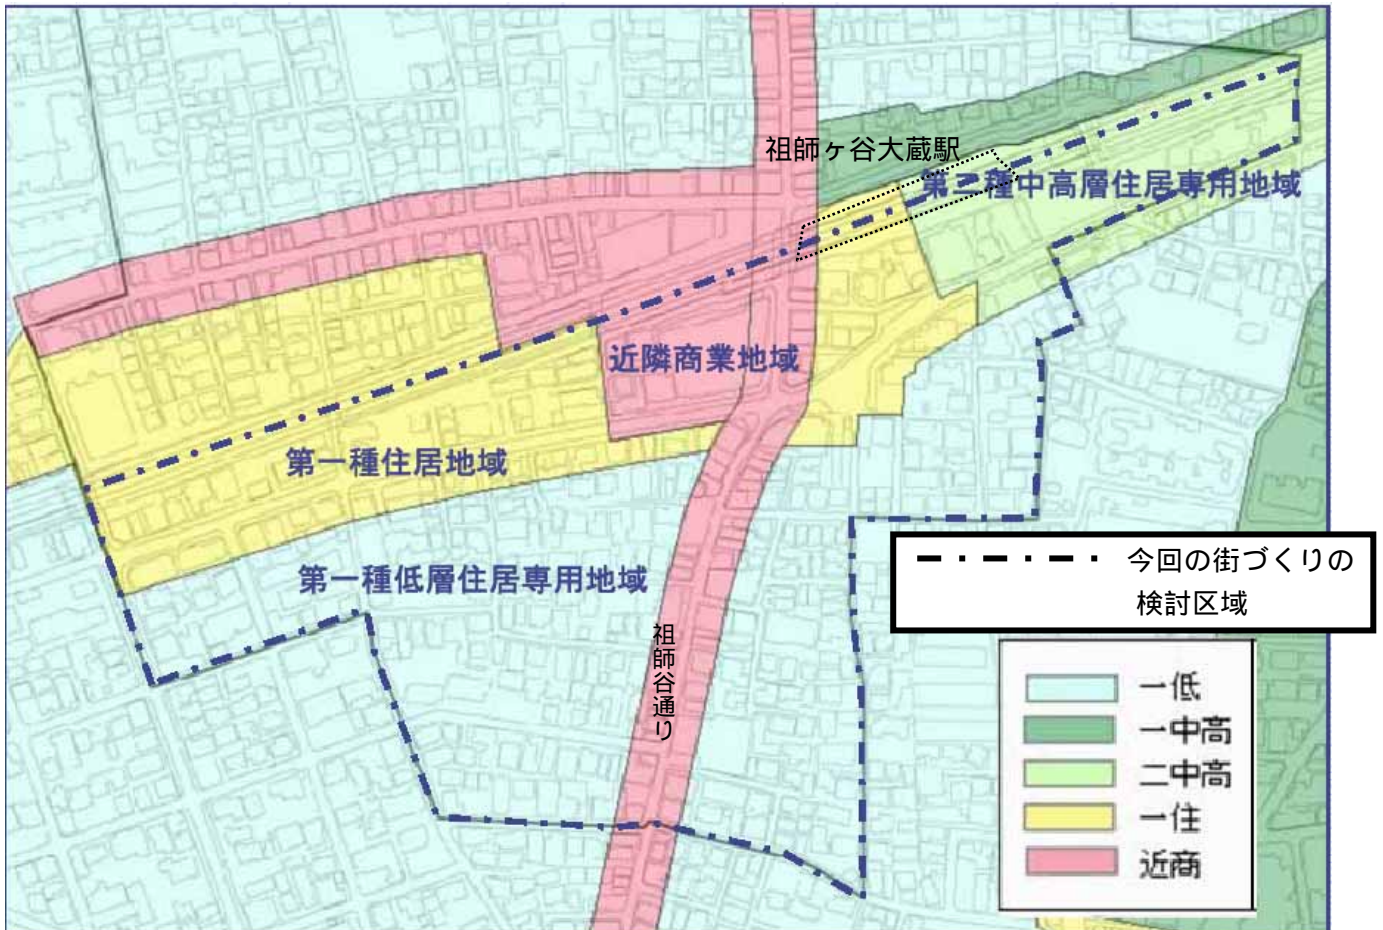 祖師ヶ谷大蔵駅
第二種中高層住居専用地域
近隣商業地域
第一種住居地域
第一種低層住居専用地域
祖師谷通り
今回の街づくりの
検討区域
一低
一中高
二中高
一住
近商